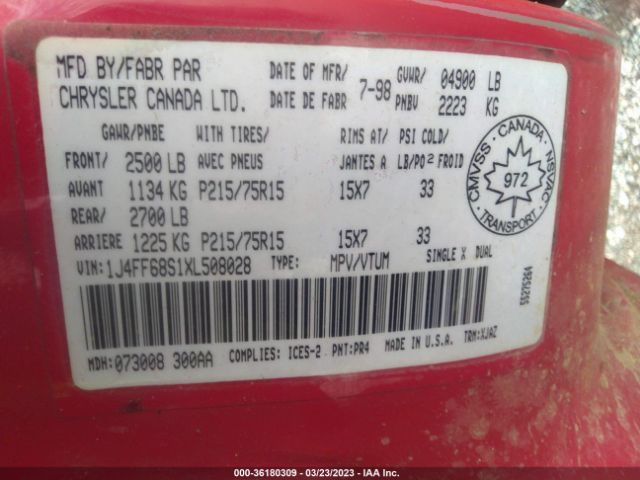 MFD BY/FABR PAR DATE OF MFR/ 7-98 GVWR/ 04900 LB
CHRYSLER CANADA LTD. DATE DE FABR PNBV 2223 KG
GAWR/PNBE WITH TIRES/ RIMS AT/ PSI COLD/
FRONT/ 2500 LB AVEC PNEUS JANTES A LB/PO² FROID
AVANT 1134 KG P215/75R15 15X7 33
REAR/ 2700 LB
ARRIERE 1225 KG P215/75R15 15X7 33
VIN: 1J4FF68S1XL508028 TYPE: MPV/VTUM SINGLE X DUAL
MDH: 073008 300AA COMPLIES: ICES-2 PNT: PR4 MADE IN U.S.A. TRM: XJAZ
CANADA
CMVSS · NSVAC
972
TRANSPORT
55275264
000-36180309 - 03/23/2023 - IAA Inc.